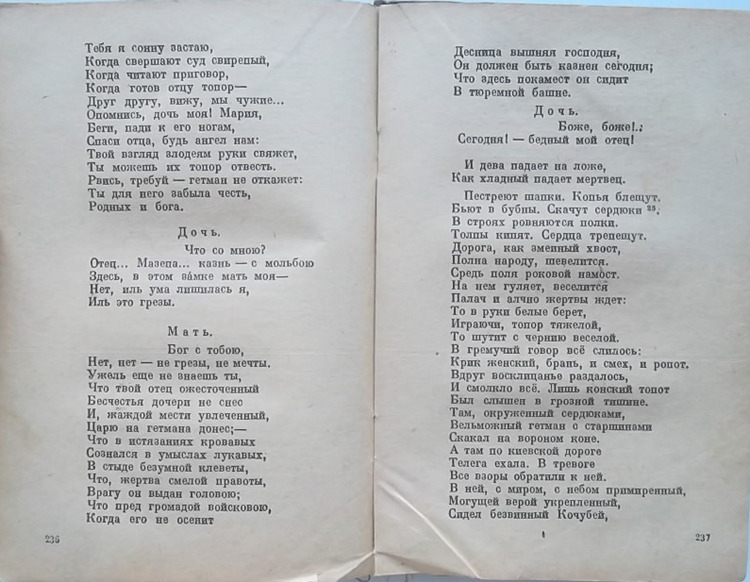 Тебя я сонну застаю,
Когда свершают суд свирепый,
Когда читают приговор,
Когда готов отцу топор—
Друг другу, вижу, мы чужие...
Опомнись, дочь моя! Мария,
Беги, пади к его ногам,
Спаси отца, будь ангел нам:
Твой взгляд злодеям руки свяжет,
Ты можешь их топор отвесть.
Рвись, требуй — гетман не откажет:
Ты для него забыла честь,
Родных и бога.
Дочь.
Что со мною?
Отец... Мазепа... казнь — с мольбою
Здесь, в этом за́мке мать моя—
Нет, иль ума лишилась я,
Иль это грезы.
Мать.
Бог с тобою,
Нет, нет — не грезы, не мечты.
Ужель еще не знаешь ты,
Что твой отец ожесточенный
Бесчестья дочери не снес
И, жаждой мести увлеченный,
Царю на гетмана донес;—
Что в истязаниях кровавых
Сознался в умыслах лукавых,
В стыде безумной клеветы,
Что, жертва смелой правоты,
Врагу он выдан головою;
Что пред громадой войсковою,
Когда его не осенит
236
Десница вышняя господня,
Он должен быть казнен сегодня;
Что здесь покамест он сидит
В тюремной башне.
Дочь.
Боже, боже!..
Сегодня! — бедный мой отец!
И дева падает на ложе,
Как хладный падает мертвец.
Пестреют шапки. Копья блещут.
Бьют в бубны. Скачут сердюки ²⁵.
В строях ровняются полки.
Толпы кипят. Сердца трепещут.
Дорога, как змеиный хвост,
Полна народу, шевелится.
Средь поля роковой намо́ст.
На нем гуляет, веселится
Палач и алчно жертвы ждет:
То в руки белые берет,
Играючи, топор тяжелой,
То шутит с чернию веселой.
В гремучий говор всё слилось:
Крик женский, брань, и смех, и ропот.
Вдруг восклицанье раздалось,
И смолкло всё. Лишь конский топот
Был слышен в грозной тишине.
Там, окруженный сердюками,
Вельможный гетман с старшинами
Скакал на вороном коне.
А там по киевской дороге
Телега ехала. В тревоге
Все взоры обратили к ней.
В ней, с миром, с небом примиренный,
Могущей верой укрепленный,
Сидел безвинный Кочубей,
237